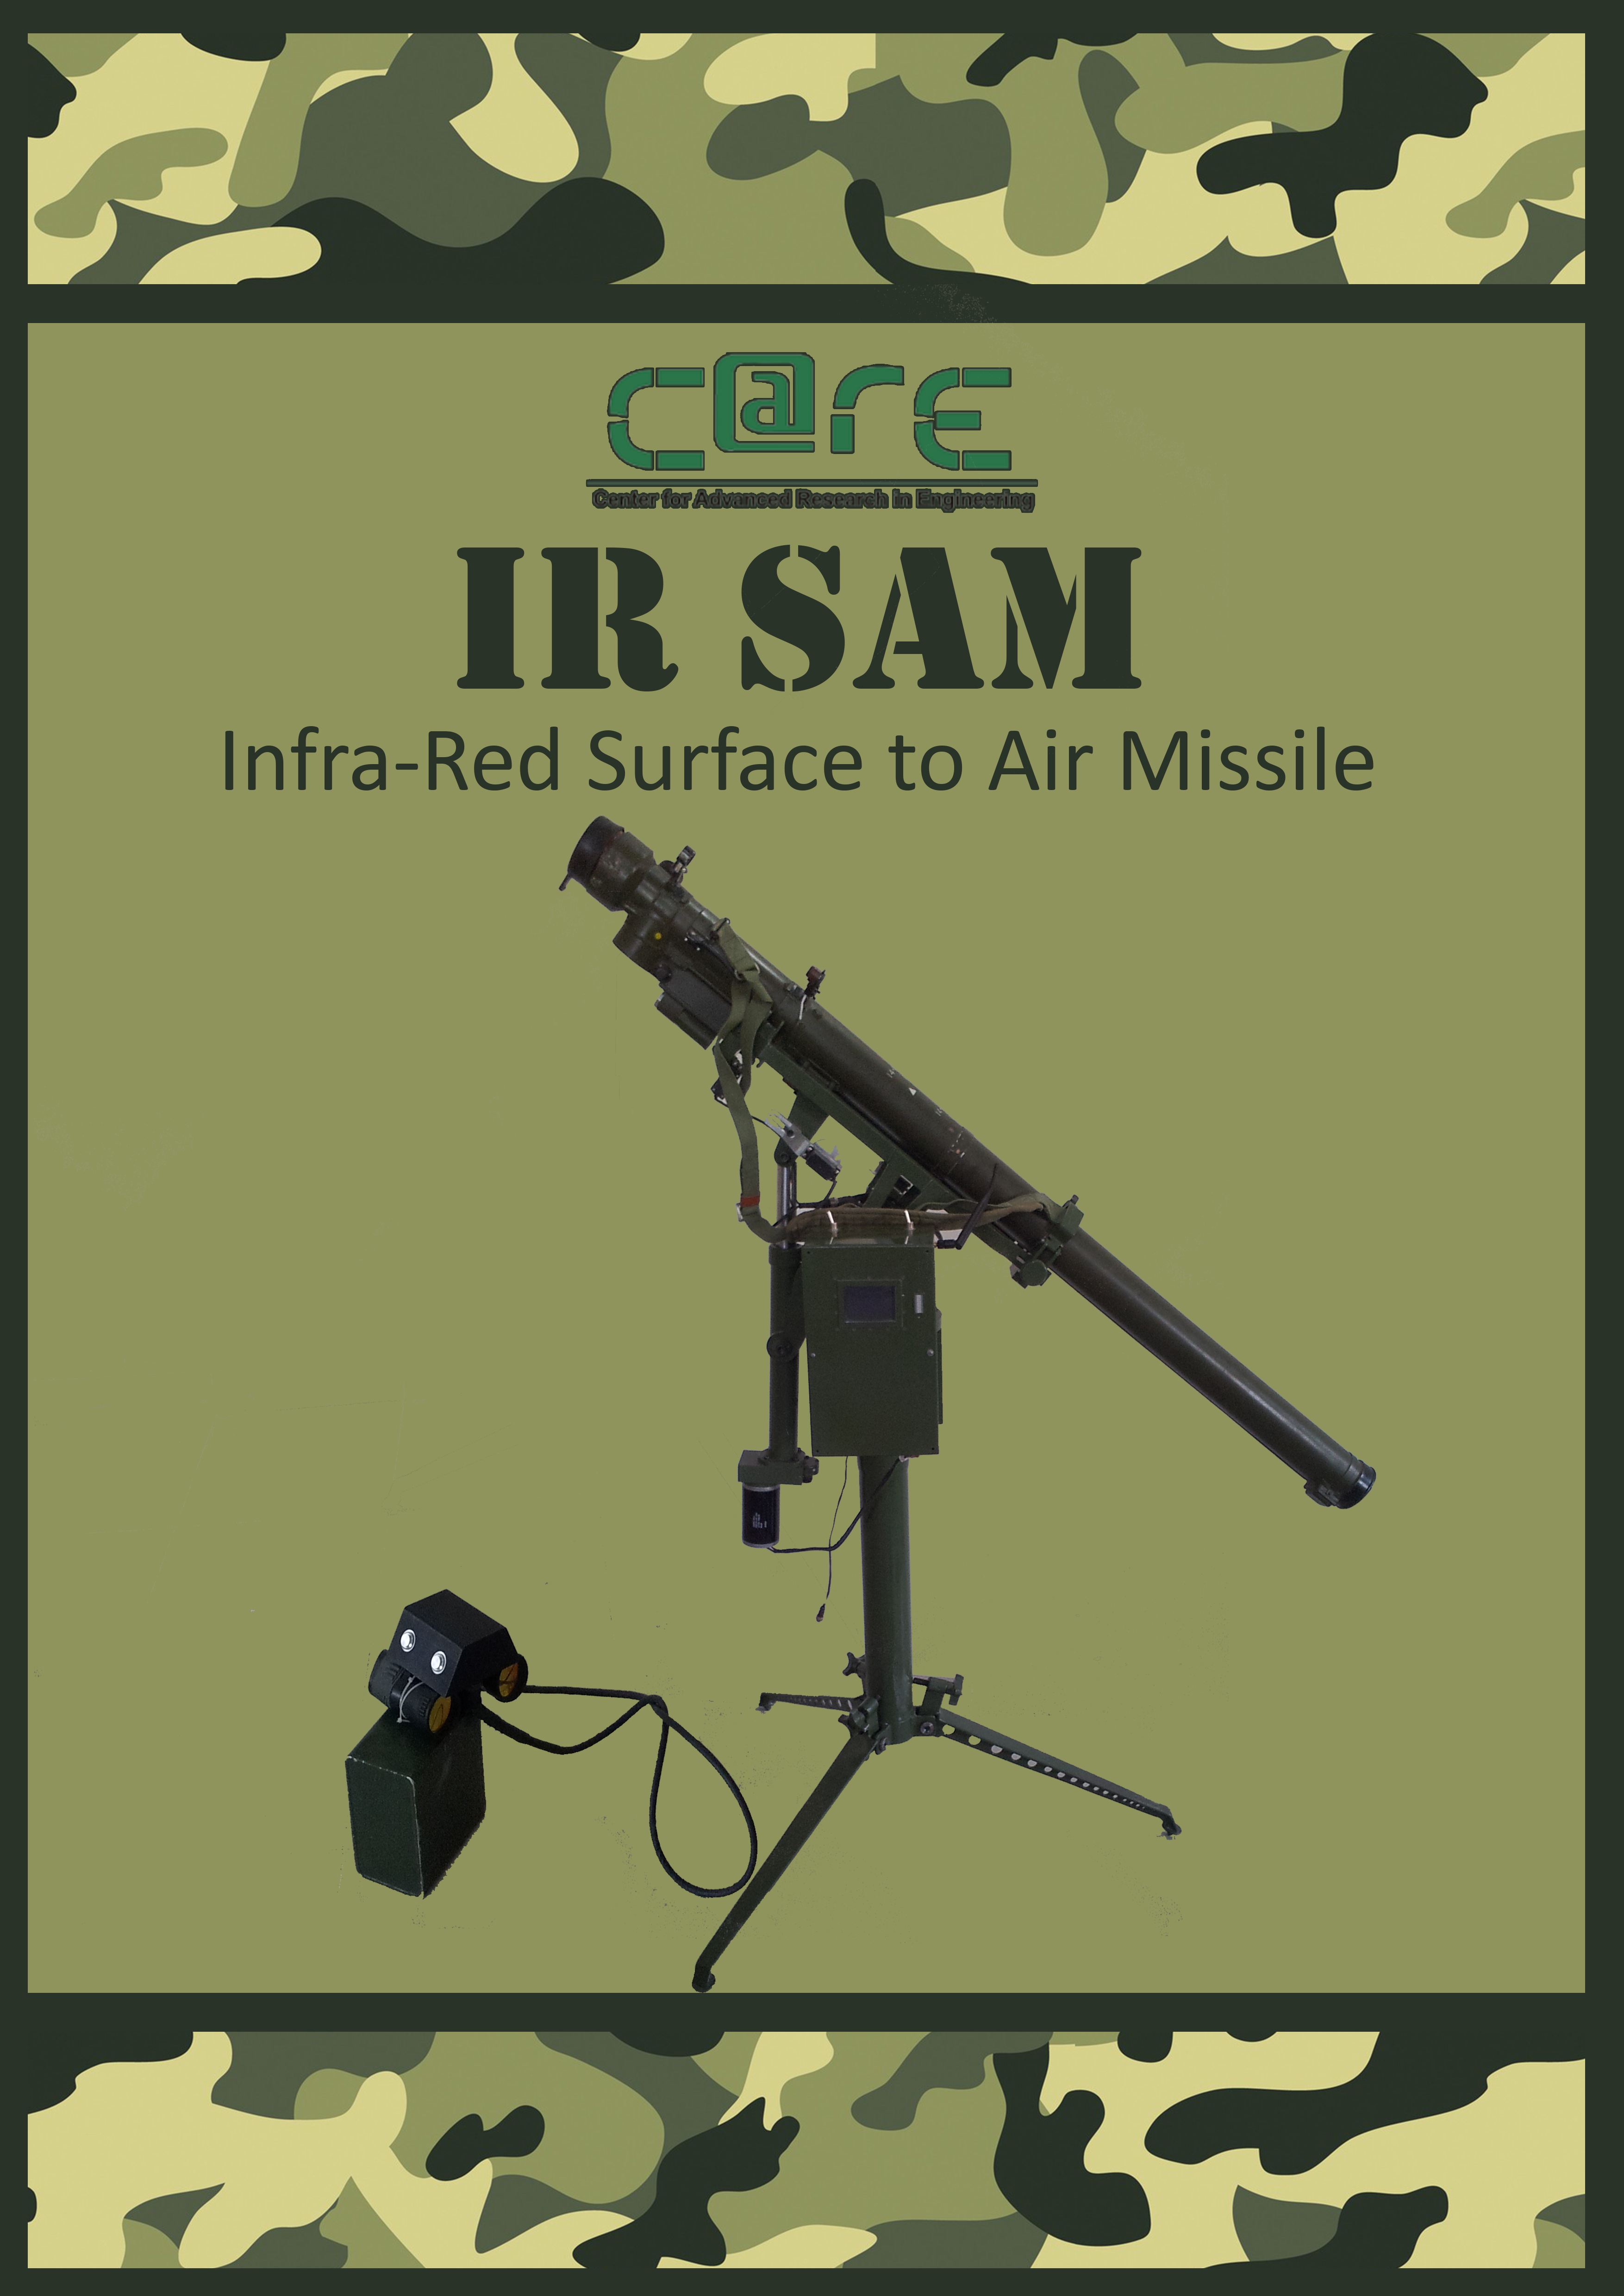 C@rE
Center for Advanced Research in Engineering
IR SAM
Infra-Red Surface to Air Missile